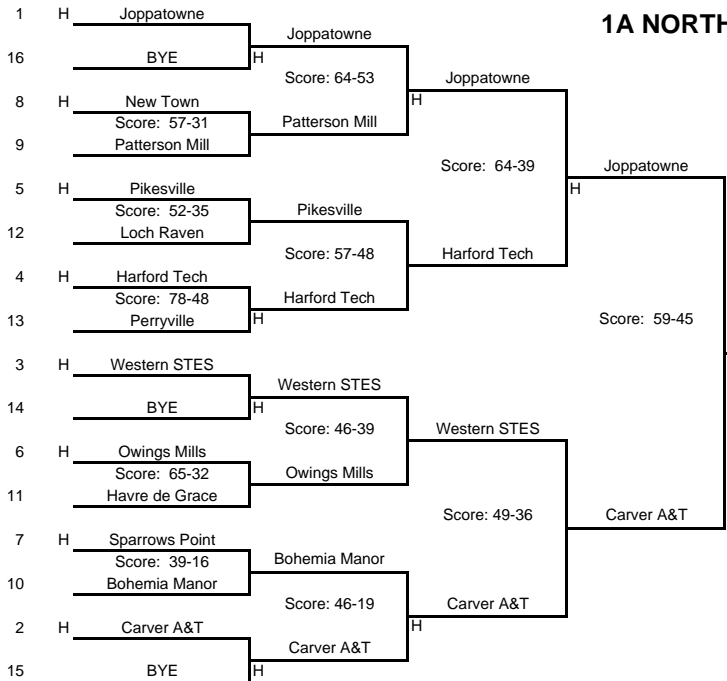 1A NORTH
1 H Joppatowne
Joppatowne
16 BYE H
Score: 64-53 Joppatowne
8 H New Town H
Score: 57-31 Patterson Mill
9 Patterson Mill
Score: 64-39 Joppatowne
5 H Pikesville H
Score: 52-35 Pikesville
12 Loch Raven
Score: 57-48 Harford Tech
4 H Harford Tech
Score: 78-48 Harford Tech
13 Perryville H Score: 59-45
3 H Western STES
Western STES
14 BYE H
Score: 46-39 Western STES
6 H Owings Mills
Score: 65-32 Owings Mills
11 Havre de Grace
Score: 49-36 Carver A&T
7 H Sparrows Point
Score: 39-16 Bohemia Manor
10 Bohemia Manor
Score: 46-19 Carver A&T
2 H Carver A&T H
Carver A&T
15 BYE H